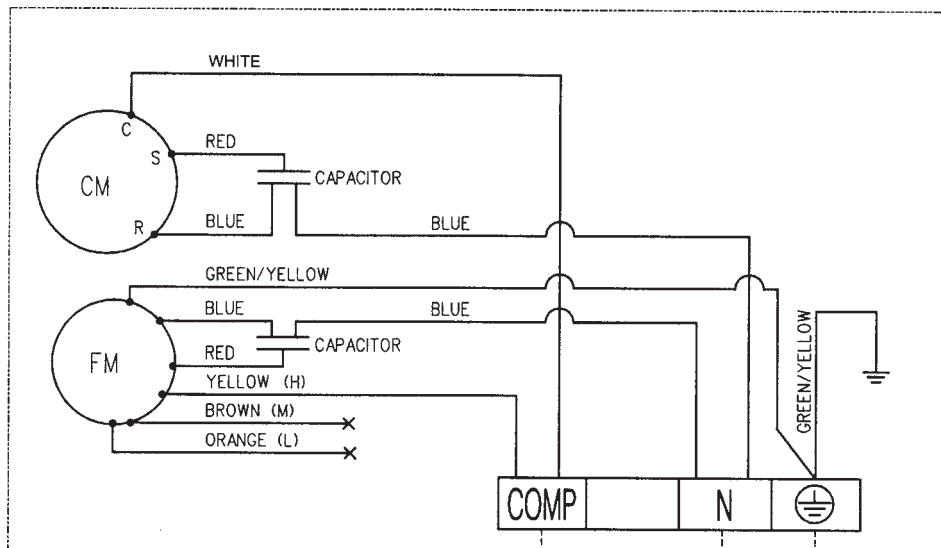 WHITE
C
RED
S
CAPACITOR
CM
R
BLUE
BLUE
GREEN/YELLOW
BLUE
BLUE
CAPACITOR
RED
FM
YELLOW (H)
BROWN (M)
ORANGE (L)
GREEN/YELLOW
COMP
N